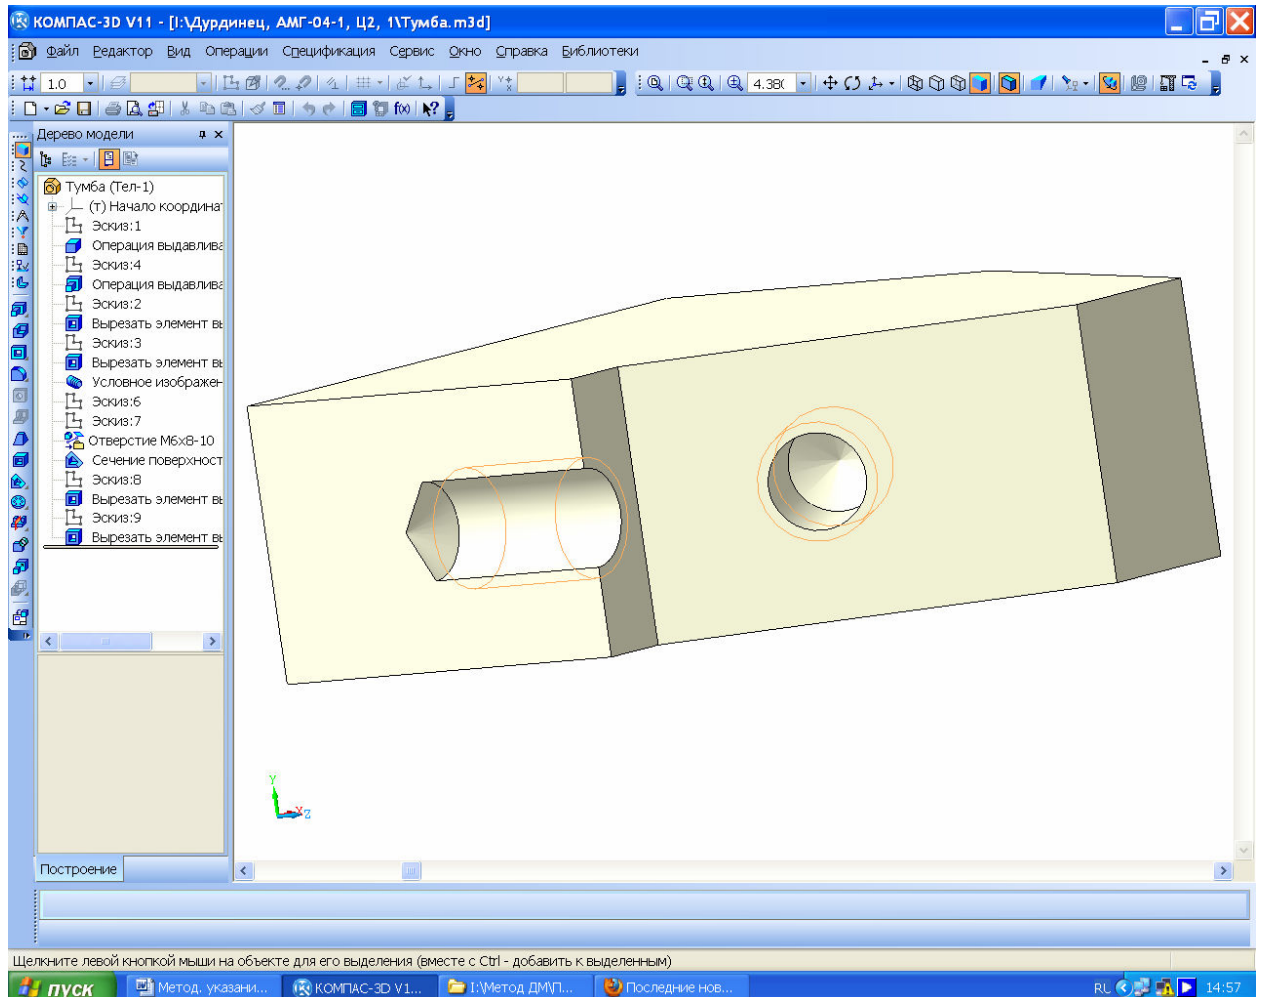 КОМПАС-3D V11 - [I:\Дурдинец, АМГ-04-1, Ц2, 1\Тумба.m3d]
Файл Редактор Вид Операции Спецификация Сервис Окно Справка Библиотеки
1.0 4.38(
f(x)
Дерево модели
Тумба (Тел-1)
(т) Начало координат
Эскиз:1
Операция выдавлива
Эскиз:4
Операция выдавлива
Эскиз:2
Вырезать элемент вы
Эскиз:3
Вырезать элемент вы
Условное изображен
Эскиз:6
Эскиз:7
Отверстие М6х8-10
Сечение поверхност
Эскиз:8
Вырезать элемент вы
Эскиз:9
Вырезать элемент вы
Y
X
Z
Построение
Щелкните левой кнопкой мыши на объекте для его выделения (вместе с Ctrl - добавить к выделенным)
пуск Метод. указани... КОМПАС-3D V1... I:\Метод ДМ\П... Последние нов... RU 14:57